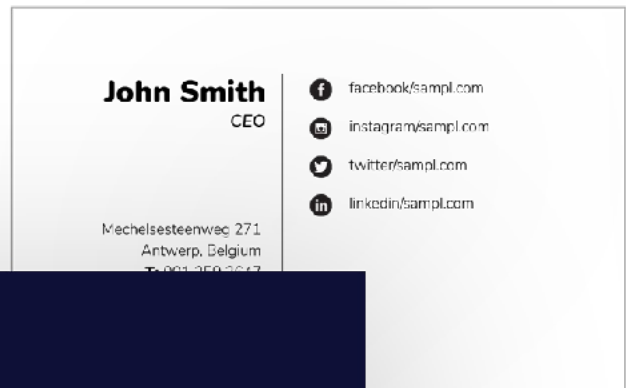 John Smith
CEO
Mechelsesteenweg 271
Antwerp, Belgium
facebook/sampl.com
instagram/sampl.com
twitter/sampl.com
linkedin/sampl.com